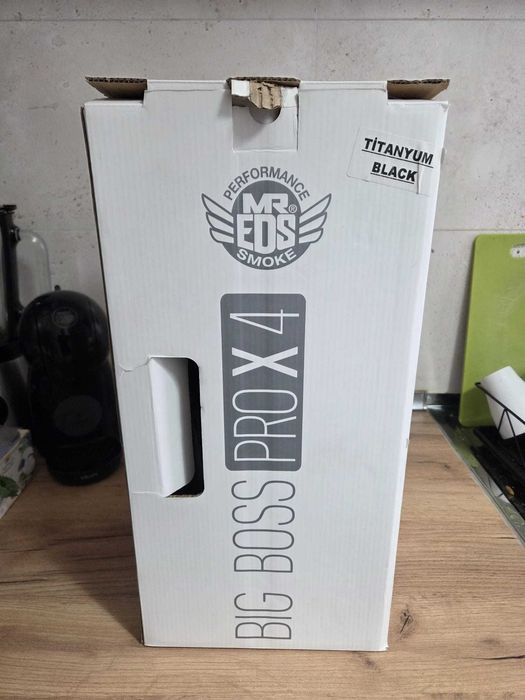 TİTANYUM
BLACK
PERFORMANCE
MR
EDS®
SMOKE
BIG BOSS PRO X 4